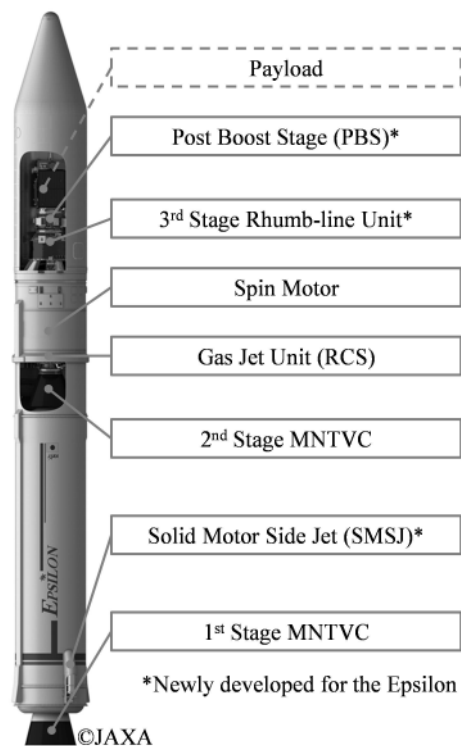 Payload
Post Boost Stage (PBS)*
3rd Stage Rhumb-line Unit*
Spin Motor
Gas Jet Unit (RCS)
2nd Stage MNTVC
Solid Motor Side Jet (SMSJ)*
EPSILON
1st Stage MNTVC
*Newly developed for the Epsilon
©JAXA